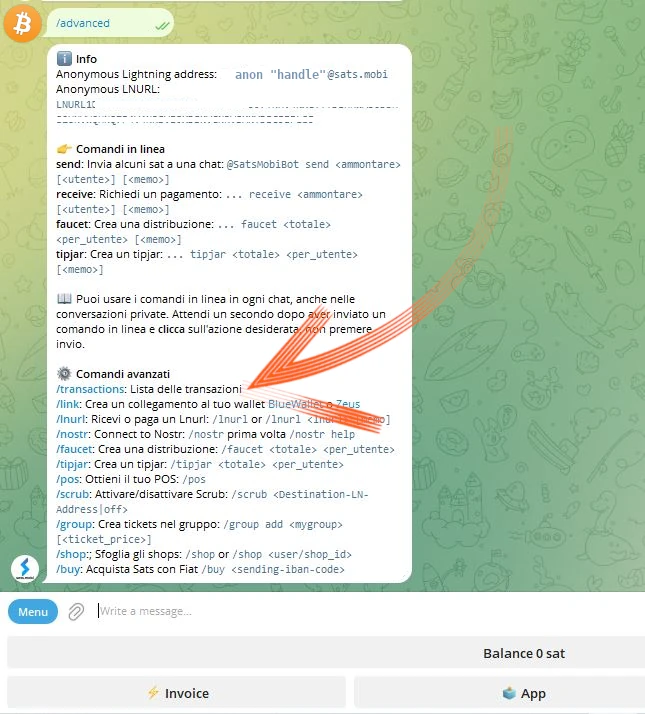 /advanced
Info
Anonymous Lightning address: anon "handle"@sats.mobi
Anonymous LNURL:
Comandi in linea
send: Invia alcuni sat a una chat: @SatsMobiBot send <ammontare>
[<utente>] [<memo>]
receive: Richiedi un pagamento: ... receive <ammontare>
[<utente>] [<memo>]
faucet: Crea una distribuzione: ... faucet <totale>
<per_utente> [<memo>]
tipjar: Crea un tipjar: ... tipjar <totale> <per_utente>
[<memo>]
Puoi usare i comandi in linea in ogni chat, anche nelle
conversazioni private. Attendi un secondo dopo aver inviato un
comando in linea e clicca sull'azione desiderata, non premere
invio.
Comandi avanzati
/transactions: Lista delle transazioni
/link: Crea un collegamento al tuo wallet BlueWallet o Zeus
/lnurl: Ricevi o paga un Lnurl: /lnurl or /lnurl
/nostr: Connect to Nostr: /nostr prima volta /nostr help
/faucet: Crea una distribuzione: /faucet <totale> <per_utente>
/tipjar: Crea un tipjar: /tipjar <totale> <per_utente>
/pos: Ottieni il tuo POS: /pos
/scrub: Attivare/disattivare Scrub: /scrub <Destination-LN-
Address|off>
/group: Crea tickets nel gruppo: /group add <mygroup>
[<ticket_price>]
/shop:; Sfoglia gli shops: /shop or /shop <user/shop_id>
/buy: Acquista Sats con Fiat /buy <sending-iban-code>
Menu
Write a message...
Balance 0 sat
Invoice
App